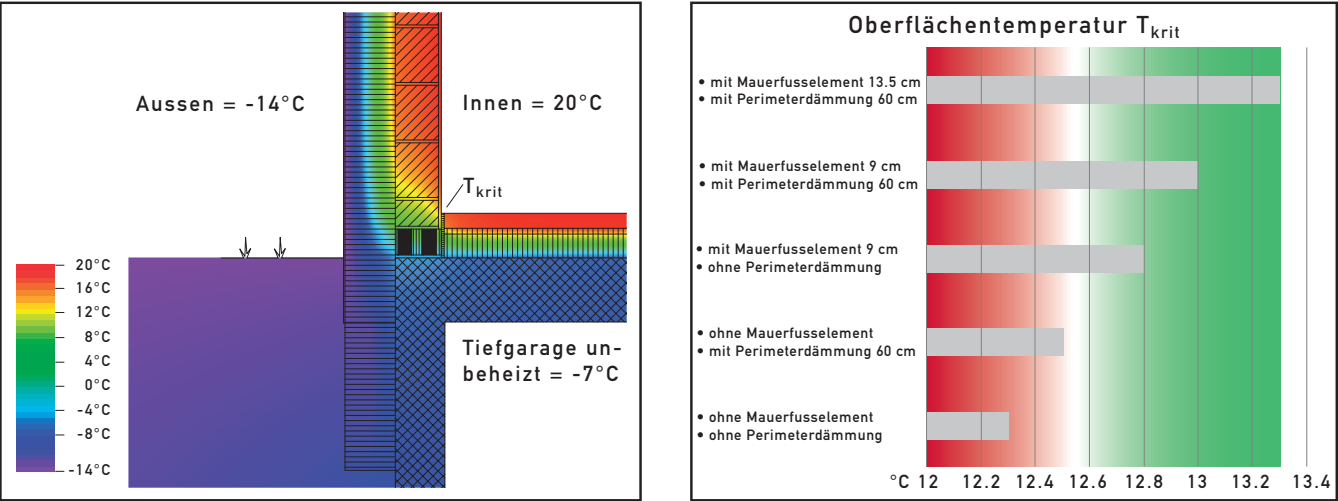 Aussen = -14°C
Innen = 20°C
T krit
20°C
16°C
12°C
8°C
4°C
0°C
-4°C
-8°C
-14°C
Tiefgarage un-
beheizt = -7°C
Oberflächentemperatur T krit
• mit Mauerfusselement 13.5 cm
• mit Perimeterdämmung 60 cm
• mit Mauerfusselement 9 cm
• mit Perimeterdämmung 60 cm
• mit Mauerfusselement 9 cm
• ohne Perimeterdämmung
• ohne Mauerfusselement
• mit Perimeterdämmung 60 cm
• ohne Mauerfusselement
• ohne Perimeterdämmung
°C 12 12.2 12.4 12.6 12.8 13 13.2 13.4